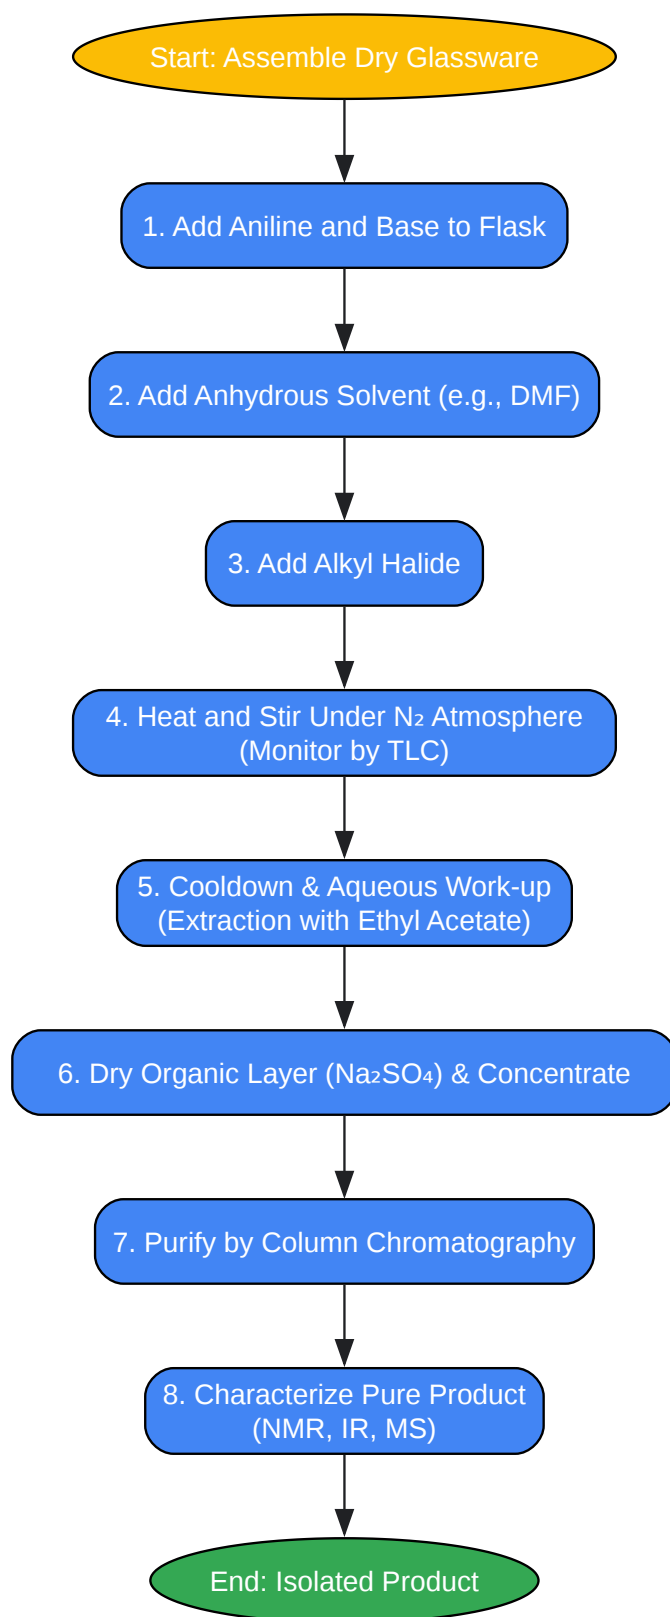 Start: Assemble Dry Glassware
1. Add Aniline and Base to Flask
2. Add Anhydrous Solvent (e.g., DMF)
3. Add Alkyl Halide
4. Heat and Stir Under N₂ Atmosphere
(Monitor by TLC)
5. Cooldown & Aqueous Work-up
(Extraction with Ethyl Acetate)
6. Dry Organic Layer (Na₂SO₄) & Concentrate
7. Purify by Column Chromatography
8. Characterize Pure Product
(NMR, IR, MS)
End: Isolated Product